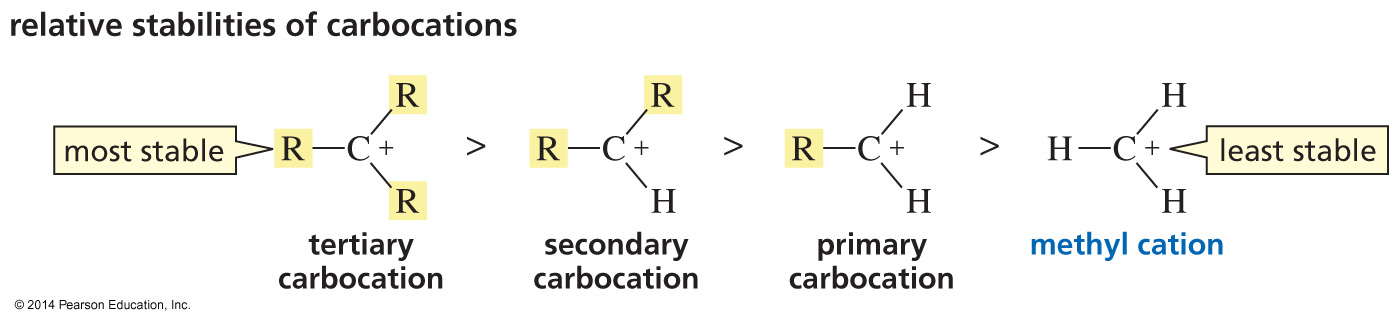 relative stabilities of carbocations
R R R H
most stable R—C+ > R—C+ > R—C+ > H—C+ least stable
R H H H
tertiary carbocation
secondary carbocation
primary carbocation
methyl cation
© 2014 Pearson Education, Inc.